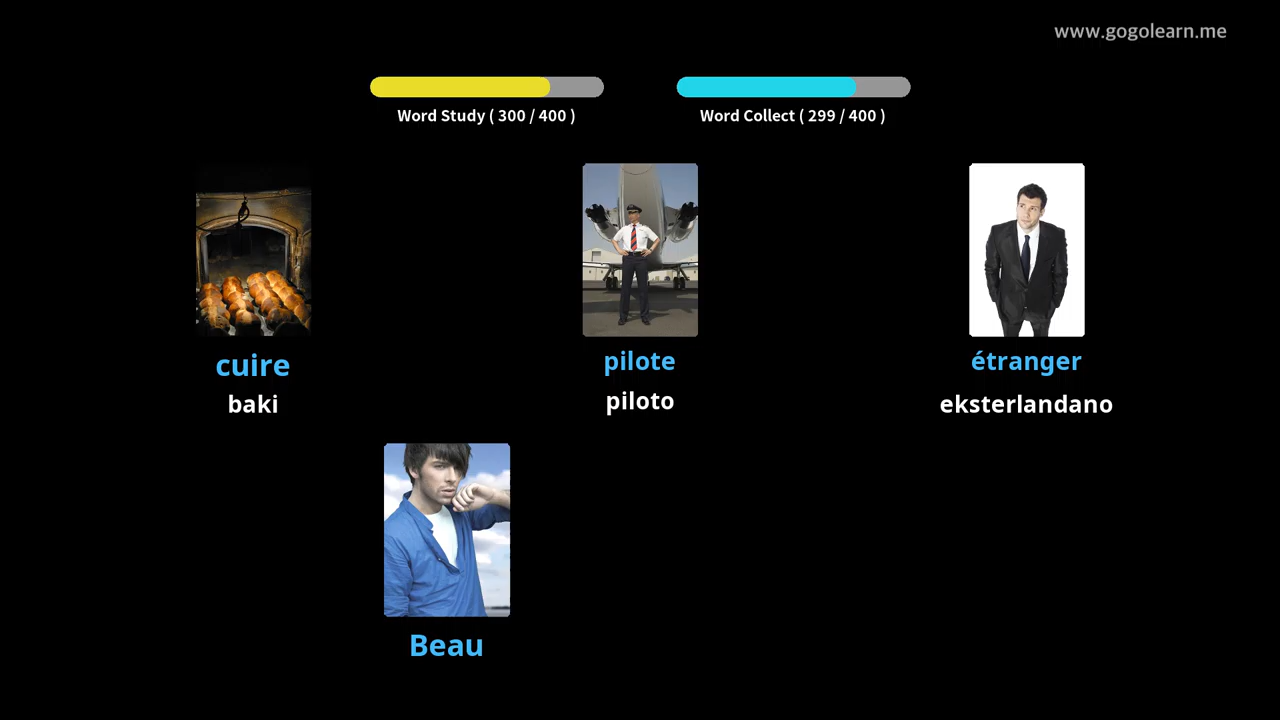 www.gogolearn.me
Word Study ( 300 / 400 )
Word Collect ( 299 / 400 )
cuire
baki
pilote
piloto
étranger
eksterlandano
Beau